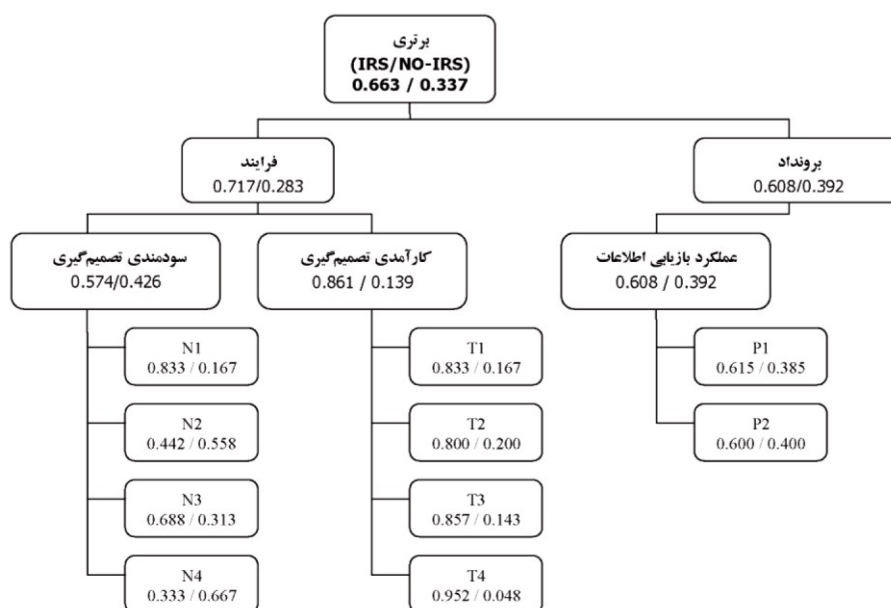 برتری
(IRS/NO-IRS)
0.663 / 0.337
فرایند
0.717/0.283
برونداد
0.608/0.392
سودمندی تصمیم‌گیری
0.574/0.426
کارآمدی تصمیم‌گیری
0.861 / 0.139
عملکرد بازیابی اطلاعات
0.608 / 0.392
N1
0.833 / 0.167
N2
0.442 / 0.558
N3
0.688 / 0.313
N4
0.333 / 0.667
T1
0.833 / 0.167
T2
0.800 / 0.200
T3
0.857 / 0.143
T4
0.952 / 0.048
P1
0.615 / 0.385
P2
0.600 / 0.400